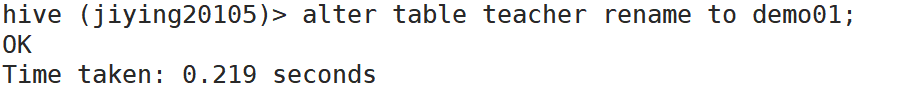 hive (jiying20105)> alter table teacher rename to demo01;
OK
Time taken: 0.219 seconds